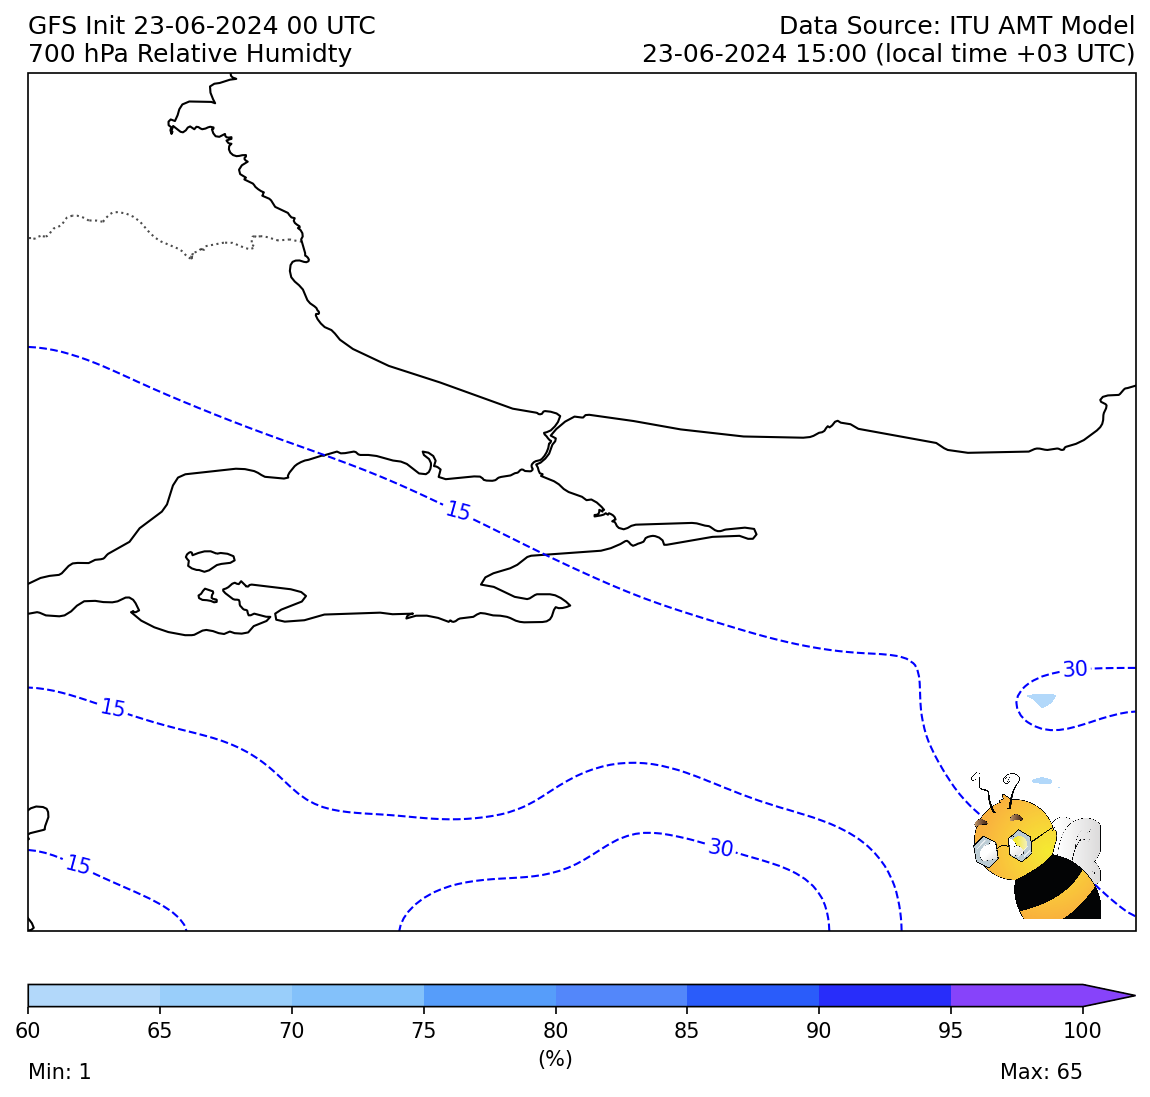 GFS Init 23-06-2024 00 UTC
Data Source: ITU AMT Model
700 hPa Relative Humidty
23-06-2024 15:00 (local time +03 UTC)
15
30
15
30
15
60 65 70 75 80 85 90 95 100
(%)
Min: 1
Max: 65